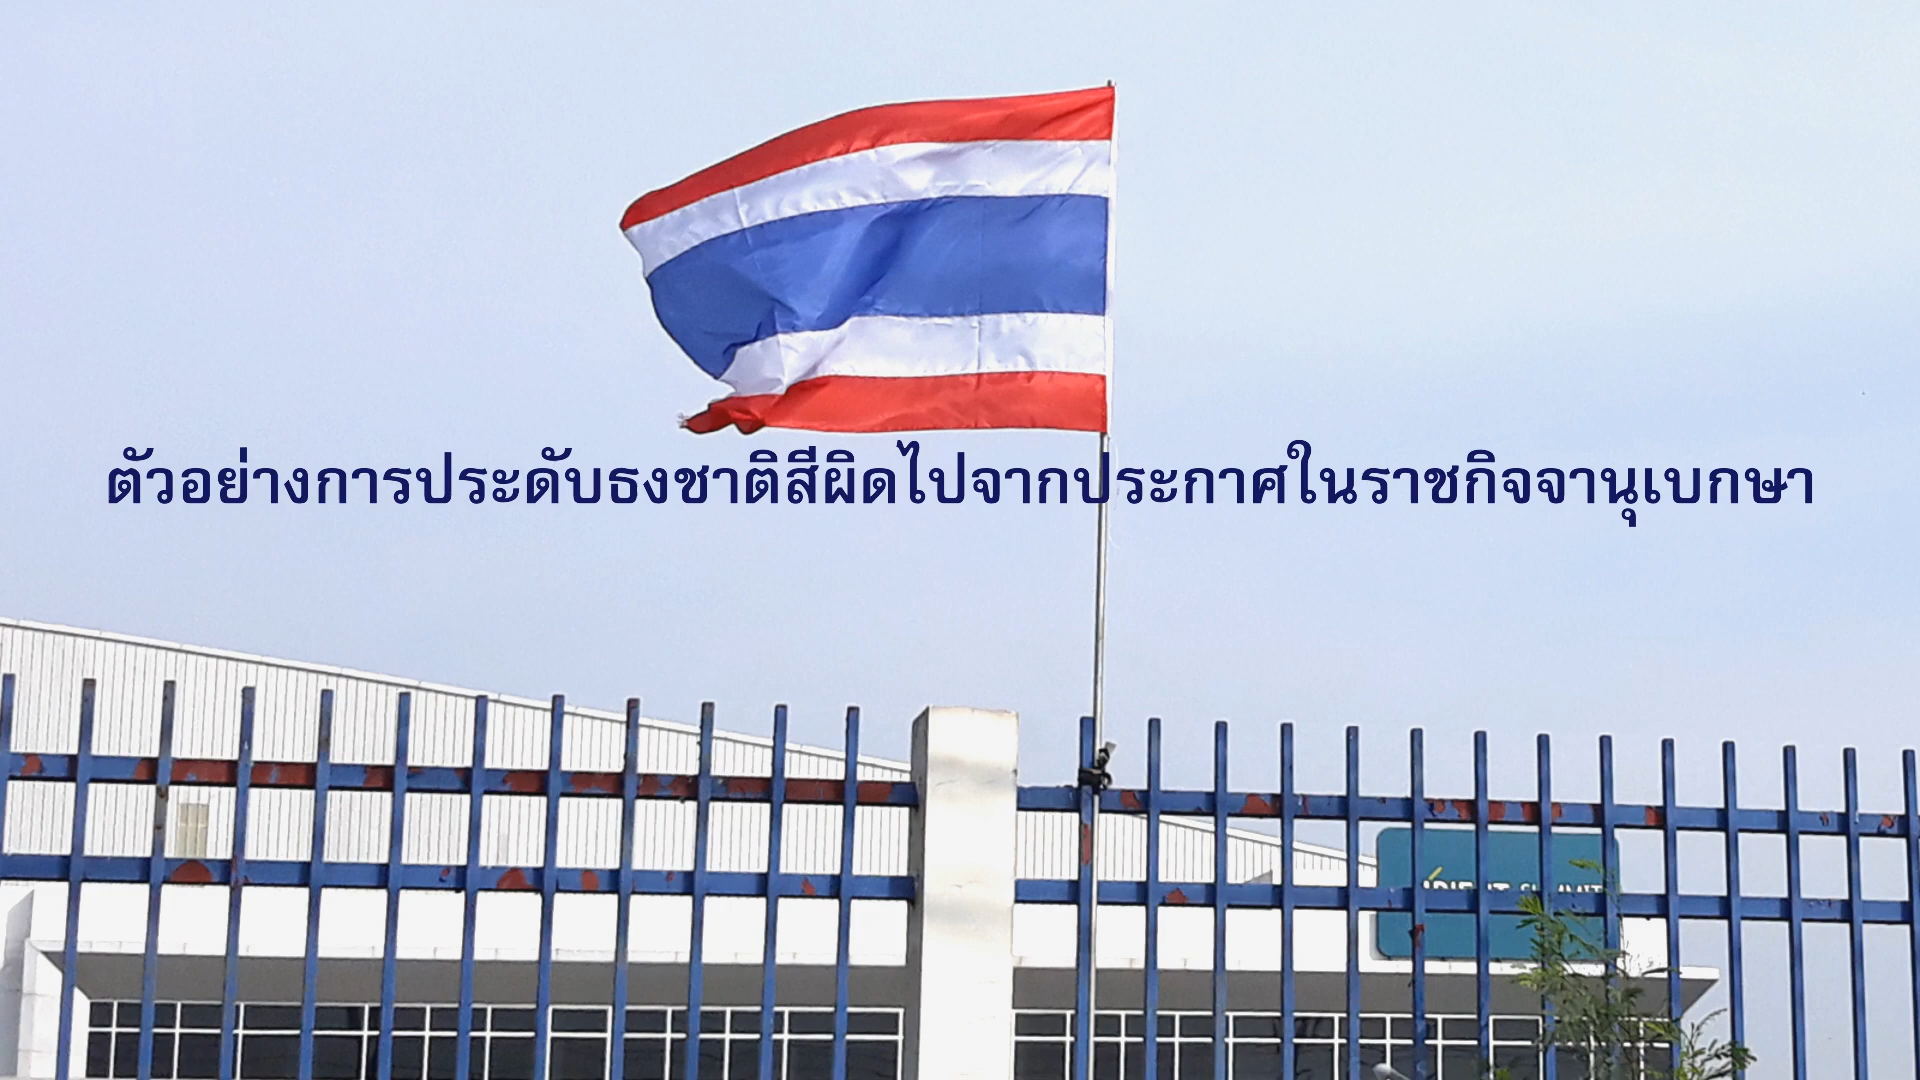 ตัวอย่างการประดับธงชาติสีผิดไปจากประกาศในราชกิจจานุเบกษา
SUMMIT